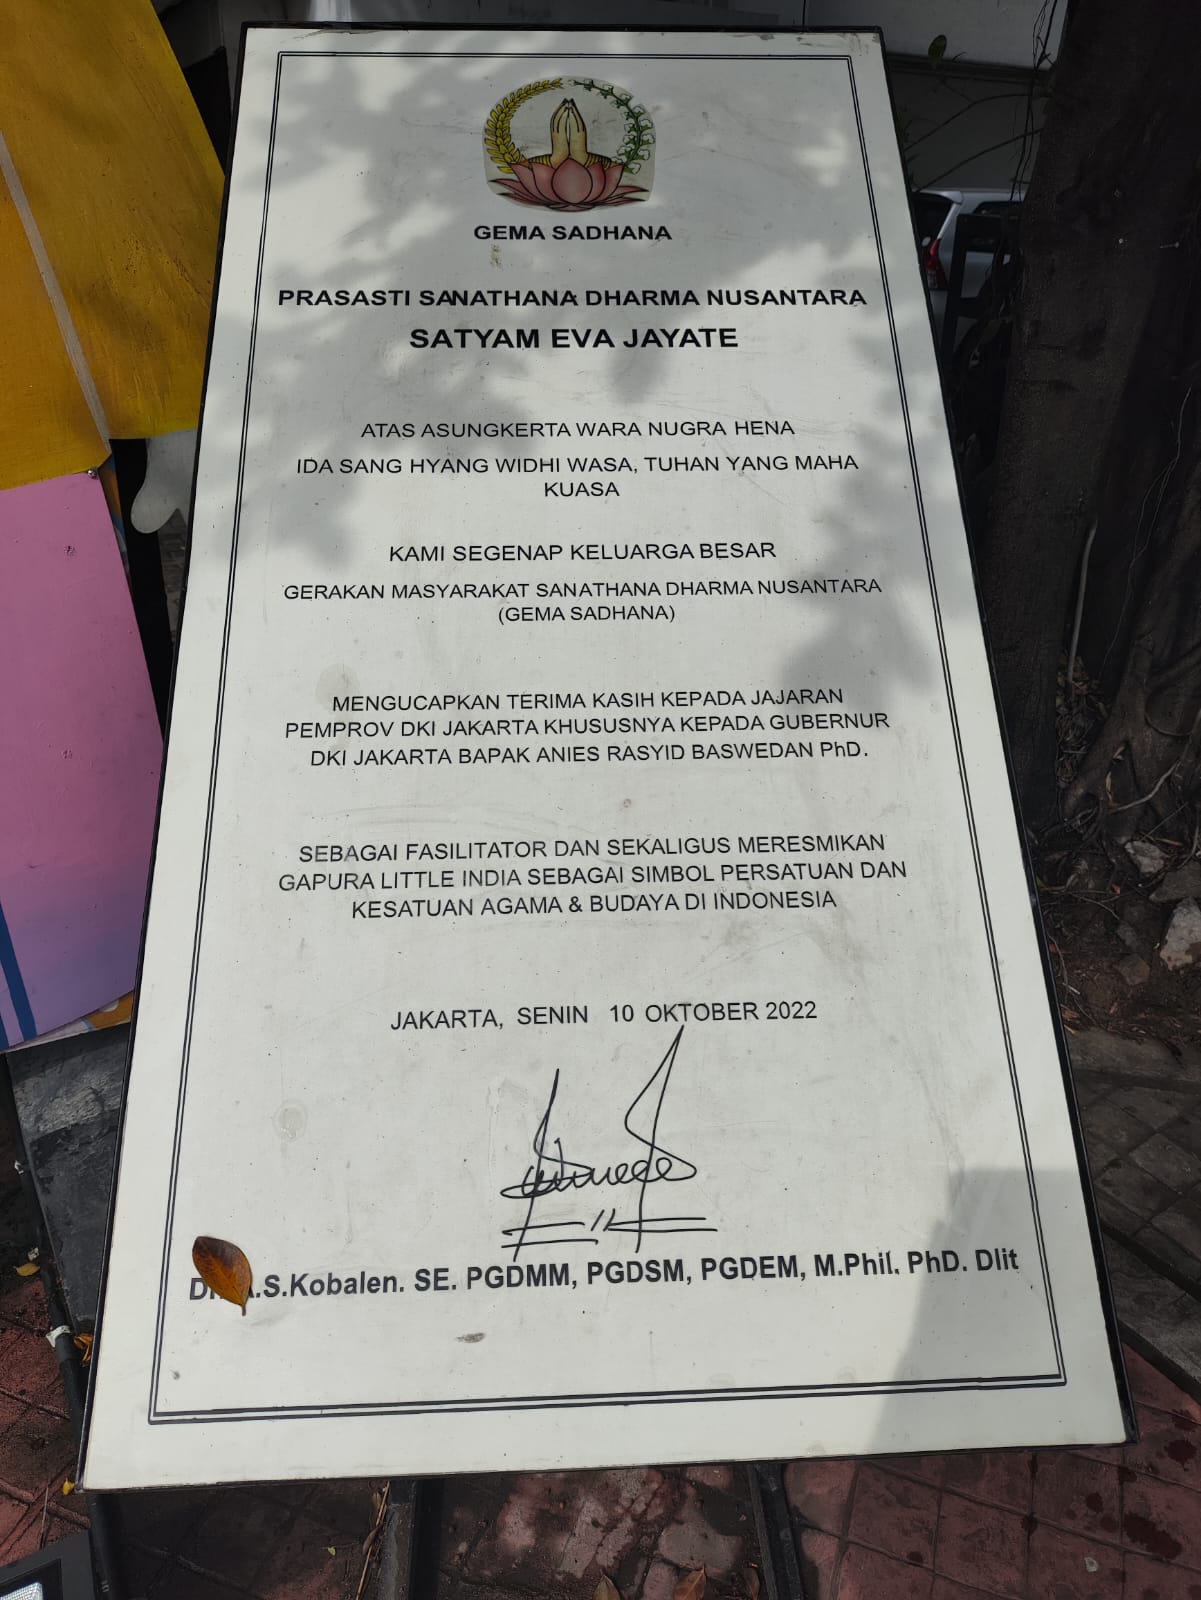 GEMA SADHANA
PRASASTI SANATHANA DHARMA NUSANTARA
SATYAM EVA JAYATE
ATAS ASUNGKERTA WARA NUGRA HENA
IDA SANG HYANG WIDHI WASA, TUHAN YANG MAHA
KUASA
KAMI SEGENAP KELUARGA BESAR
GERAKAN MASYARAKAT SANATHANA DHARMA NUSANTARA
(GEMA SADHANA)
MENGUCAPKAN TERIMA KASIH KEPADA JAJARAN
PEMPROV DKI JAKARTA KHUSUSNYA KEPADA GUBERNUR
DKI JAKARTA BAPAK ANIES RASYID BASWEDAN PhD.
SEBAGAI FASILITATOR DAN SEKALIGUS MERESMIKAN
GAPURA LITTLE INDIA SEBAGAI SIMBOL PERSATUAN DAN
KESATUAN AGAMA & BUDAYA DI INDONESIA
JAKARTA, SENIN 10 OKTOBER 2022
.S.Kobalen. SE. PGDMM, PGDSM, PGDEM, M.Phil. PhD. Dlit